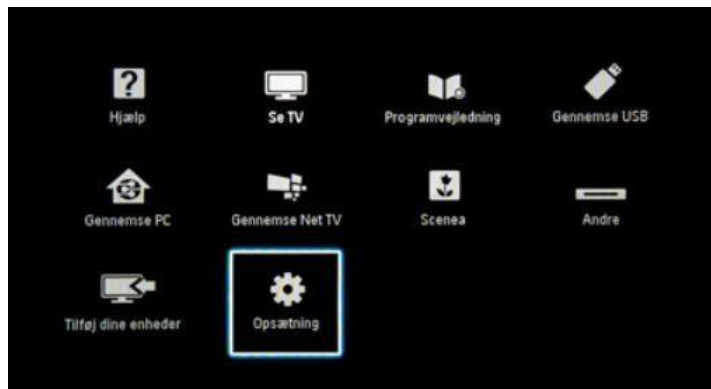 Hjælp
Se TV
Programvejledning
Gennemse USB
Gennemse PC
Gennemse Net TV
Scenea
Andre
Tilføj dine enheder
Opsætning